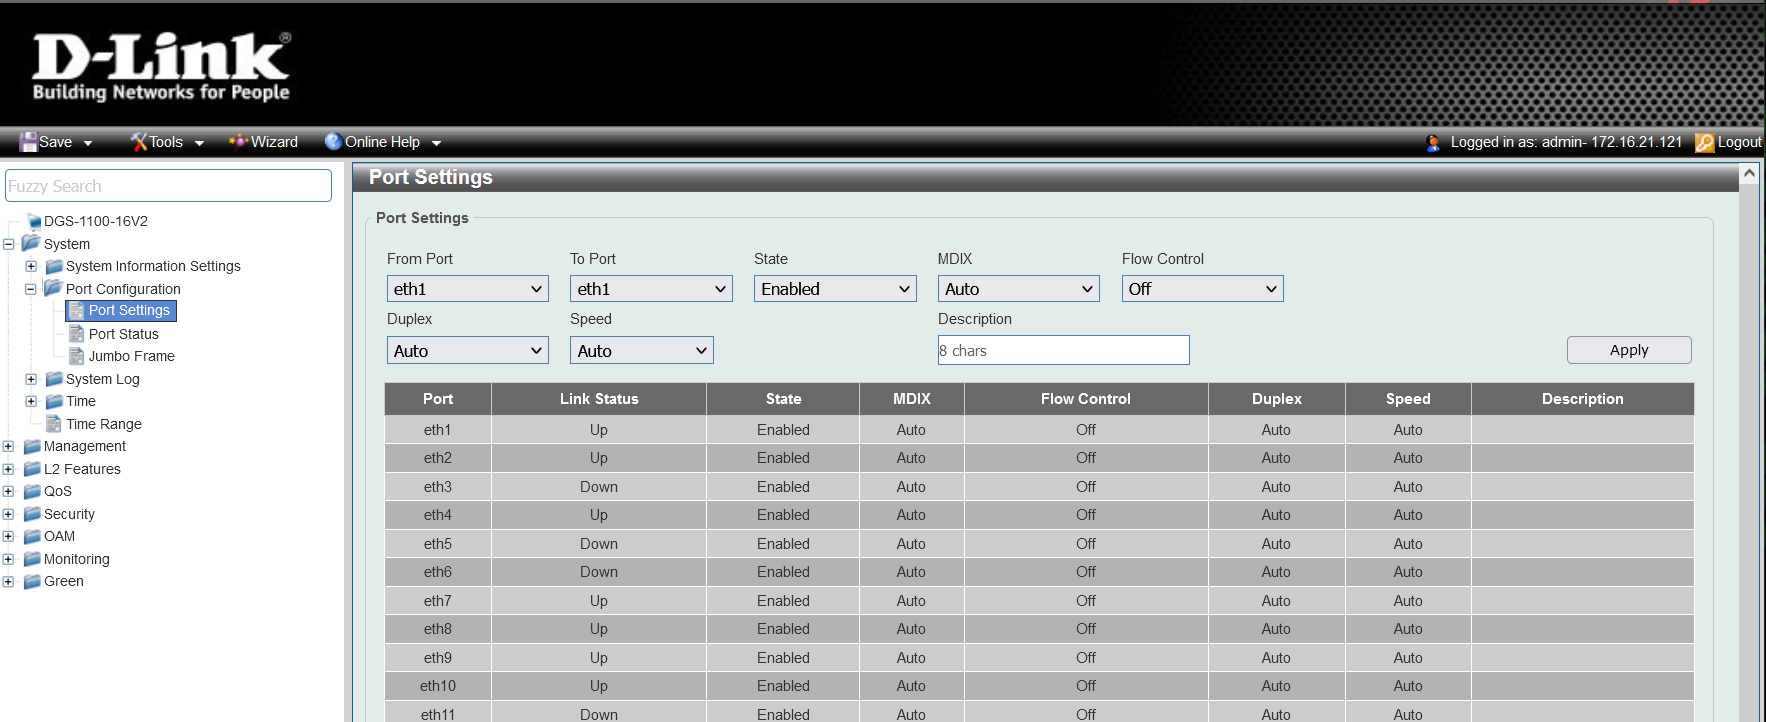 D-Link®
Building Networks for People
Save Tools Wizard Online Help Logged in as: admin- 172.16.21.121 Logout
Fuzzy Search
DGS-1100-16V2
System
System Information Settings
Port Configuration
Port Settings
Port Status
Jumbo Frame
System Log
Time
Time Range
Management
L2 Features
QoS
Security
OAM
Monitoring
Green
Port Settings
Port Settings
From Port To Port State MDIX Flow Control
eth1 eth1 Enabled Auto Off
Duplex Speed Description
Auto Auto 8 chars Apply
Port Link Status State MDIX Flow Control Duplex Speed Description
eth1 Up Enabled Auto Off Auto Auto
eth2 Up Enabled Auto Off Auto Auto
eth3 Down Enabled Auto Off Auto Auto
eth4 Up Enabled Auto Off Auto Auto
eth5 Down Enabled Auto Off Auto Auto
eth6 Down Enabled Auto Off Auto Auto
eth7 Up Enabled Auto Off Auto Auto
eth8 Up Enabled Auto Off Auto Auto
eth9 Up Enabled Auto Off Auto Auto
eth10 Up Enabled Auto Off Auto Auto
eth11 Down Enabled Auto Off Auto Auto